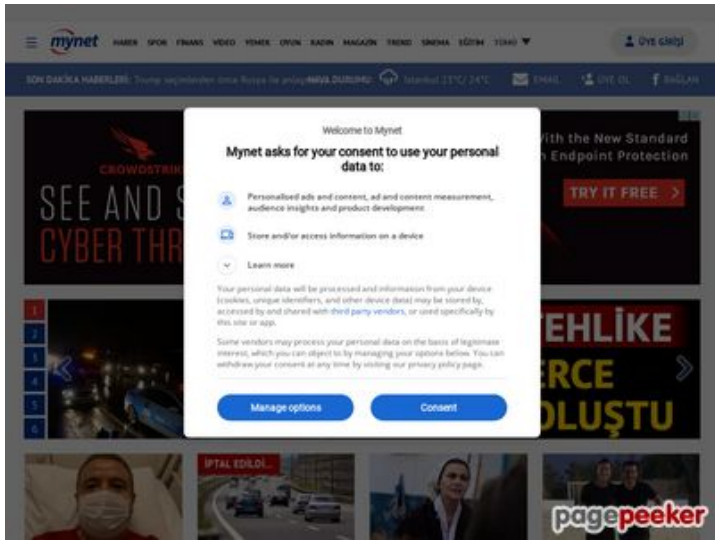 mynet HABER SPOR FİNANS VİDEO YEMEK OYUN KADIN MAGAZİN TREND SİNEMA EĞİTİM TÜMÜ ÜYE GİRİŞİ
SON DAKİKA HABERLERİ: Trump seçimlerden önce Rusya ile HAVA DURUMU: İstanbul 23°C/ 24°C EMAIL ÜYE OL BAĞLAN
CROWDSTRIK
SEE AND S
CYBER THR
With the New Standard
Endpoint Protection
TRY IT FREE >
Welcome to Mynet
Mynet asks for your consent to use your personal
data to:
Personalised ads and content, ad and content measurement,
audience insights and product development
Store and/or access information on a device
Learn more
Your personal data will be processed and information from your device
(cookies, unique identifiers, and other device data) may be stored by,
accessed by and shared with third party vendors, or used specifically by
this site or app.
Some vendors may process your personal data on the basis of legitimate
interest, which you can object to by managing your options below. You can
withdraw your consent at any time by visiting our privacy policy page.
Manage options
Consent
1
2
3
4
5
6
TEHLİKE
ERCE
OLUŞTU
İPTAL EDİLDİ...
pagepeeker